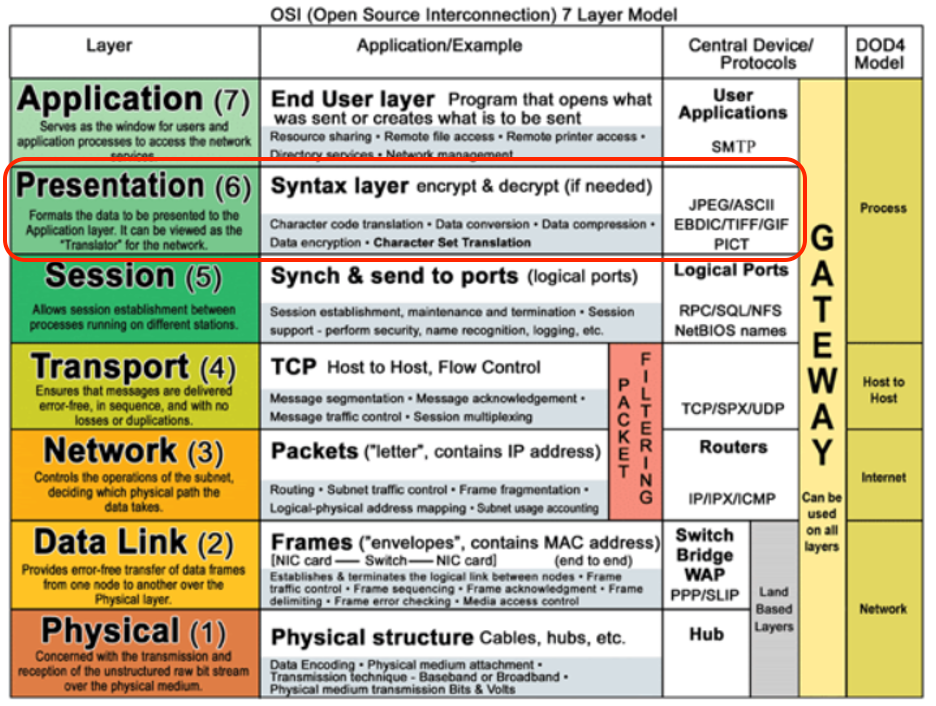 OSI (Open Source Interconnection) 7 Layer Model
Layer
Application/Example
Central Device/
Protocols
DOD4
Model
Application (7)
Serves as the window for users and
application processes to access the network
services.
End User layer Program that opens what
was sent or creates what is to be sent
Resource sharing • Remote file access • Remote printer access •
Directory services • Network management
User
Applications
SMTP
Presentation (6)
Formats the data to be presented to the
Application layer. It can be viewed as the
"Translator" for the network.
Syntax layer encrypt & decrypt (if needed)
Character code translation • Data conversion • Data compression •
Data encryption • Character Set Translation
JPEG/ASCII
EBDIC/TIFF/GIF
PICT
Process
Session (5)
Allows session establishment between
processes running on different stations.
Synch & send to ports (logical ports)
Session establishment, maintenance and termination • Session
support - perform security, name recognition, logging, etc.
Logical Ports
RPC/SQL/NFS
NetBIOS names
Transport (4)
Ensures that messages are delivered
error-free, in sequence, and with no
losses or duplications.
TCP Host to Host, Flow Control
Message segmentation • Message acknowledgement •
Message traffic control • Session multiplexing
PACKET
FILTERING
TCP/SPX/UDP
Host to
Host
Network (3)
Controls the operations of the subnet,
deciding which physical path the
data takes.
Packets ("letter", contains IP address)
Routing • Subnet traffic control • Frame fragmentation •
Logical-physical address mapping • Subnet usage accounting
Routers
IP/IPX/ICMP
Internet
GATEWAY
Can be
used
on all
layers
Data Link (2)
Provides error-free transfer of data frames
from one node to another over the
Physical layer.
Frames ("envelopes", contains MAC address)
[NIC card — Switch — NIC card] (end to end)
Establishes & terminates the logical link between nodes • Frame
traffic control • Frame sequencing • Frame acknowledgment • Frame
delimiting • Frame error checking • Media access control
Switch
Bridge
WAP
PPP/SLIP
Land
Based
Layers
Network
Physical (1)
Concerned with the transmission and
reception of the unstructured raw bit stream
over the physical medium.
Physical structure Cables, hubs, etc.
Data Encoding • Physical medium attachment •
Transmission technique - Baseband or Broadband •
Physical medium transmission Bits & Volts
Hub